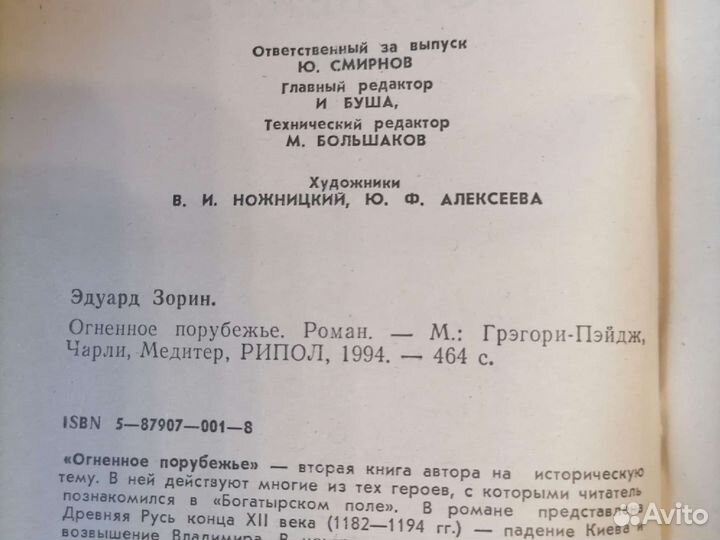 Ответственный за выпуск
Ю. СМИРНОВ
Главный редактор
И БУША,
Технический редактор
М. БОЛЬШАКОВ
Художники
В. И. НОЖНИЦКИЙ, Ю. Ф. АЛЕКСЕЕВА
Эдуард Зорин.
Огненное порубежье. Роман. — М.: Грэгори-Пэйдж,
Чарли, Медитер, РИПОЛ, 1994. — 464 с.
ISBN 5—87907—001—8
«Огненное порубежье» — вторая книга автора на историческую
тему. В ней действуют многие из тех героев, с которыми читатель
познакомился в «Богатырском поле». В романе представлена
Древняя Русь конца XII века (1182—1194 гг.) — падение Киева и
возвышение Владимира. В
Avito